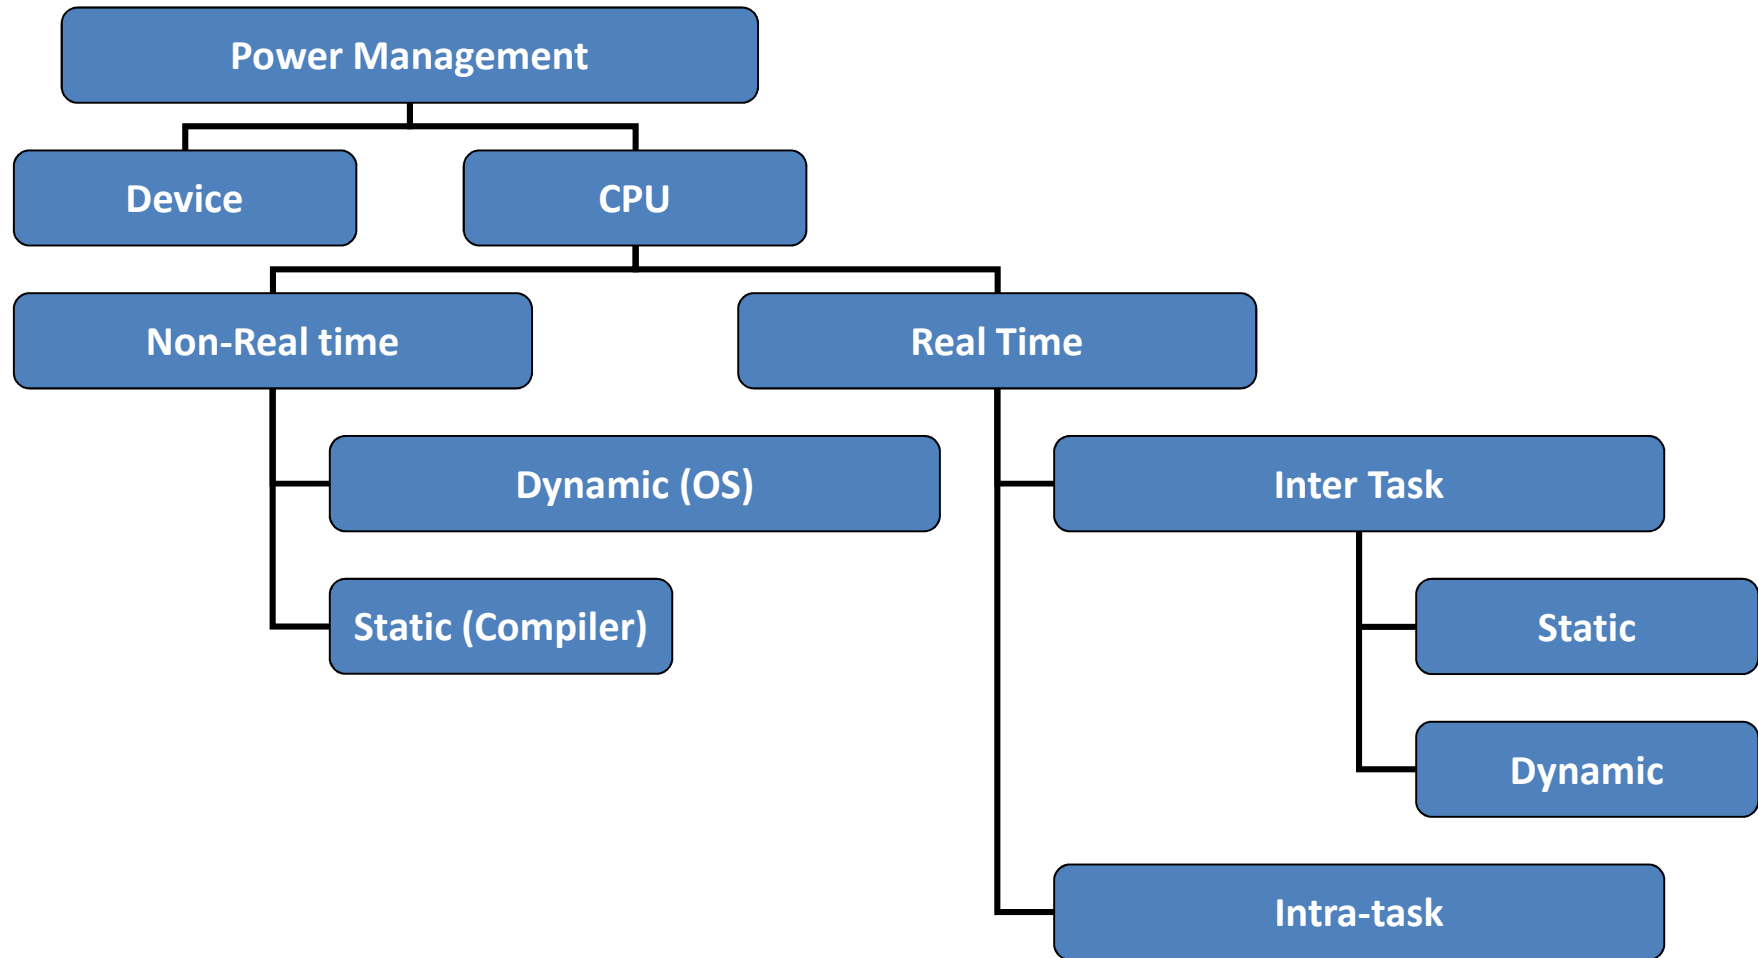 Power Management
Device
CPU
Non-Real time
Real Time
Dynamic (OS)
Inter Task
Static (Compiler)
Static
Dynamic
Intra-task